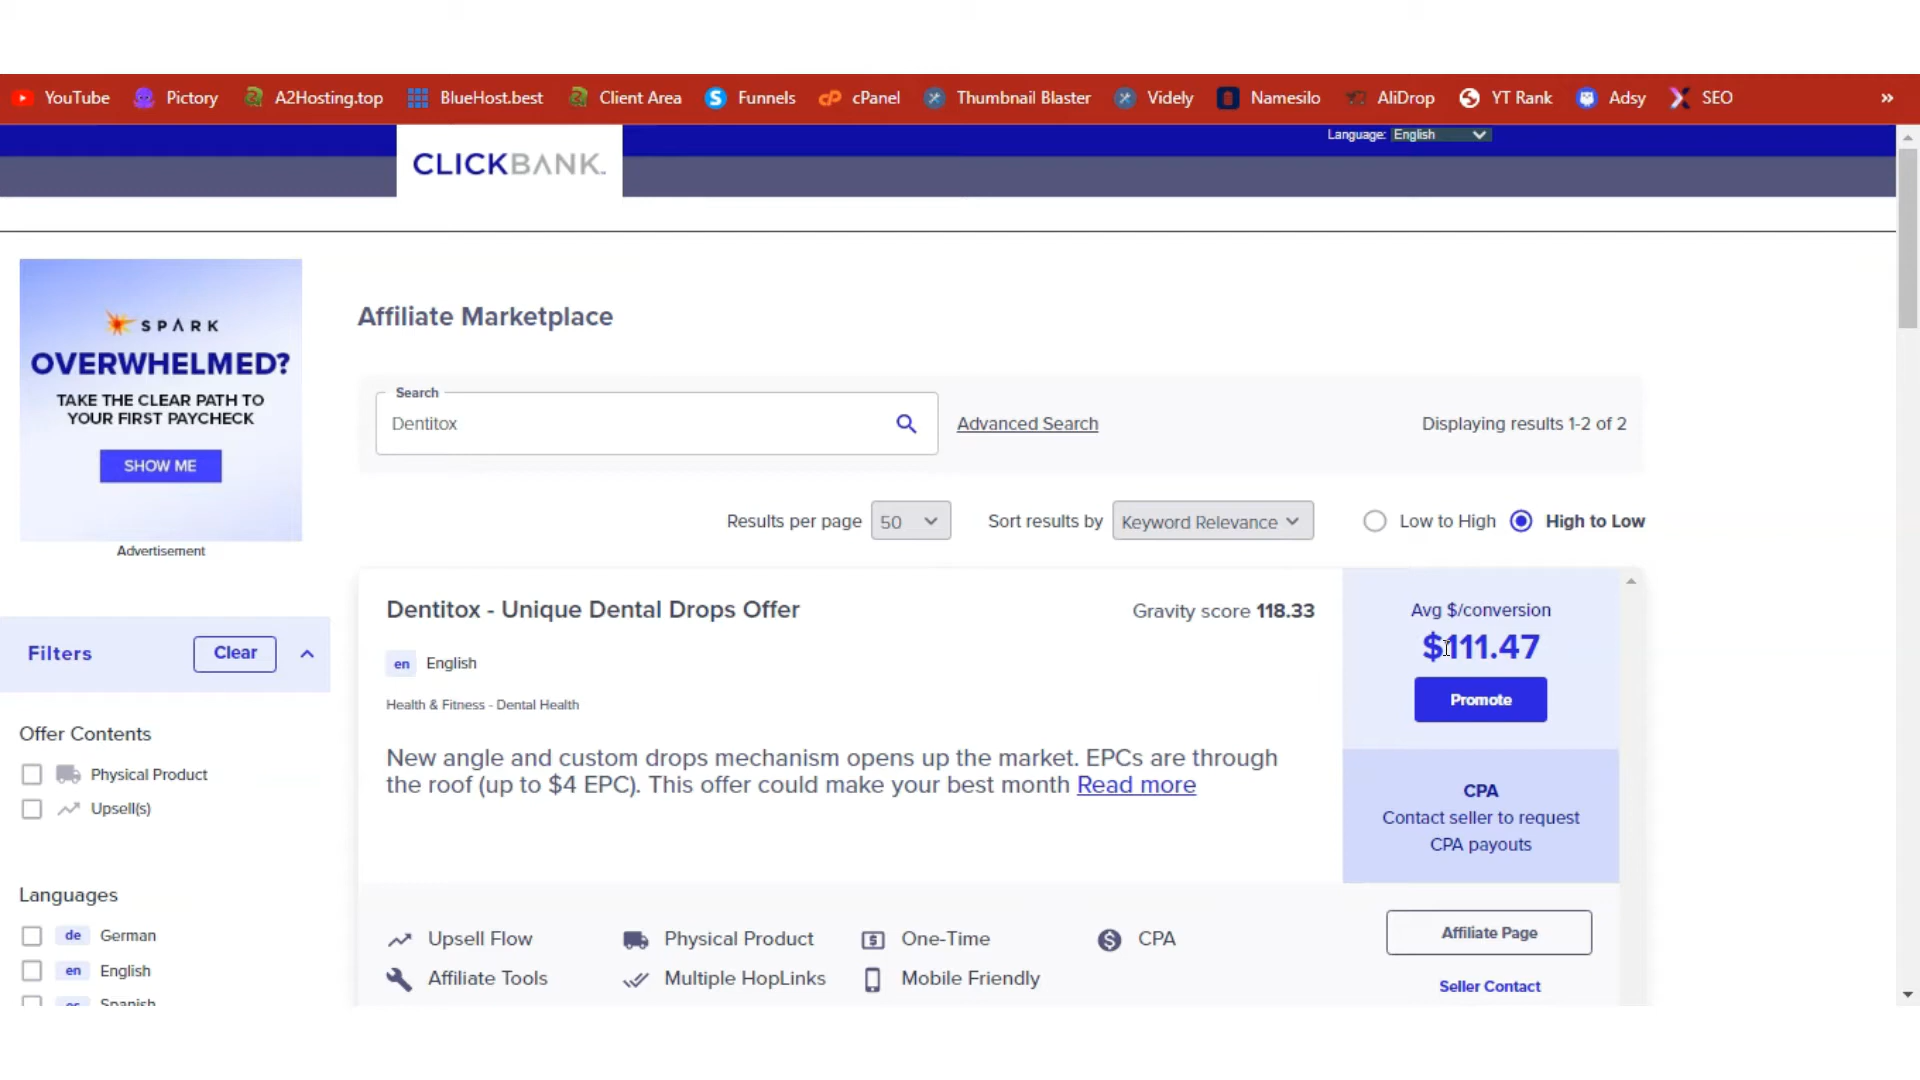 YouTube Pictory A2Hosting.top BlueHost.best Client Area Funnels cPanel Thumbnail Blaster Videly Namesilo AliDrop YT Rank Adsy SEO »
Language: English
CLICKBANK
SPARK
OVERWHELMED?
TAKE THE CLEAR PATH TO
YOUR FIRST PAYCHECK
SHOW ME
Advertisement
Affiliate Marketplace
Search
Dentitox
Advanced Search
Displaying results 1-2 of 2
Results per page 50 Sort results by Keyword Relevance Low to High High to Low
Filters Clear
Offer Contents
Physical Product
Upsell(s)
Languages
de German
en English
es Spanish
Dentitox - Unique Dental Drops Offer
Gravity score 118.33
en English
Health & Fitness - Dental Health
New angle and custom drops mechanism opens up the market. EPCs are through
the roof (up to $4 EPC). This offer could make your best month Read more
Avg $/conversion
$111.47
Promote
CPA
Contact seller to request
CPA payouts
Upsell Flow Physical Product One-Time CPA
Affiliate Tools Multiple HopLinks Mobile Friendly
Affiliate Page
Seller Contact